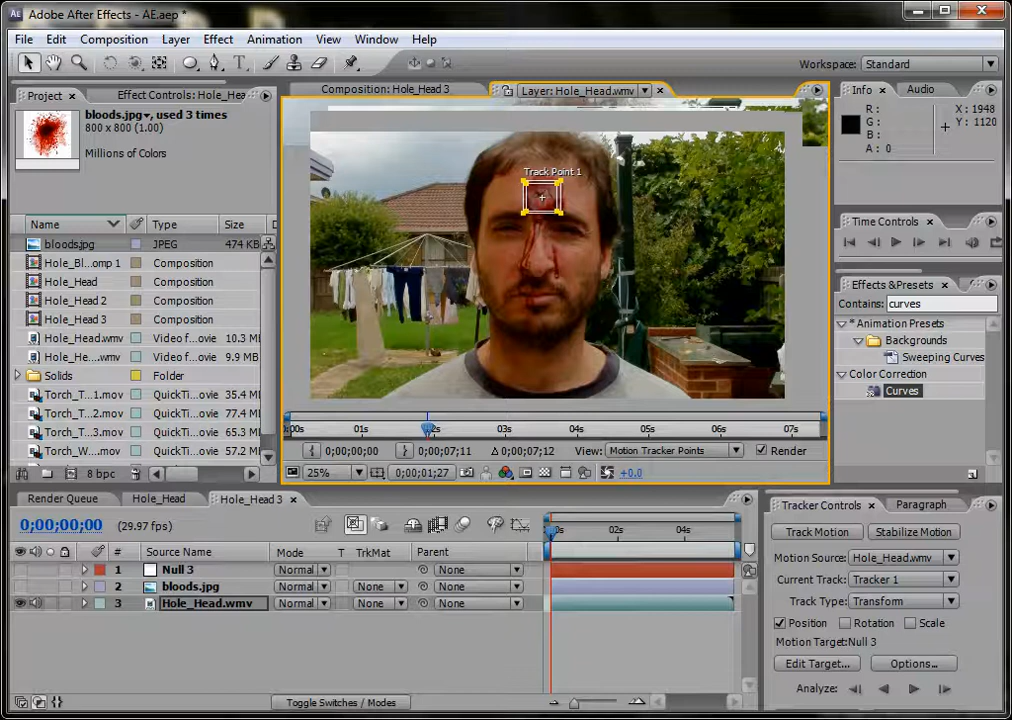 Adobe After Effects - AE.aep *
File Edit Composition Layer Effect Animation View Window Help
Workspace: Standard
Project × Effect Controls: Hole_Hea
bloods.jpg, used 3 times
800 x 800 (1.00)
Millions of Colors
Name Type Size
bloods.jpg JPEG 474 KB
Hole_Bl...omp 1 Composition
Hole_Head Composition
Hole_Head 2 Composition
Hole_Head 3 Composition
Hole_Head.wmv Video f...ovie 10.3 M
Hole_He....wmv Video f...ovie 9.9 MB
Solids Folder
Torch_T...1.mov QuickTi...ovie 35.4 M
Torch_T...2.mov QuickTi...ovie 77.4 M
Torch_T...3.mov QuickTi...ovie 65.3 M
Torch_W....mov QuickTi...ovie 57.2 M
8 bpc
Composition: Hole_Head 3 Layer: Hole_Head.wmv ×
Track Point 1
:00s 01s 2s 03s 04s 05s 06s 07s
0;00;00;00 0;00;07;11 Δ 0;00;07;12 View: Motion Tracker Points Render
25% 0;00;01;27 +0.0
Info × Audio
R : X : 1948
G : Y : 1120
B :
A : 0
Time Controls ×
Effects & Presets ×
Contains: curves
* Animation Presets
Backgrounds
Sweeping Curves
Color Correction
Curves
Render Queue Hole_Head Hole_Head 3 ×
0;00;00;00 (29.97 fps)
# Source Name Mode T TrkMat Parent
0s 02s 04s
1 Null 3 Normal None
2 bloods.jpg Normal None None
3 Hole_Head.wmv Normal None None
Toggle Switches / Modes
Tracker Controls × Paragraph
Track Motion Stabilize Motion
Motion Source: Hole_Head.wmv
Current Track: Tracker 1
Track Type: Transform
Position Rotation Scale
Motion Target:Null 3
Edit Target... Options...
Analyze: